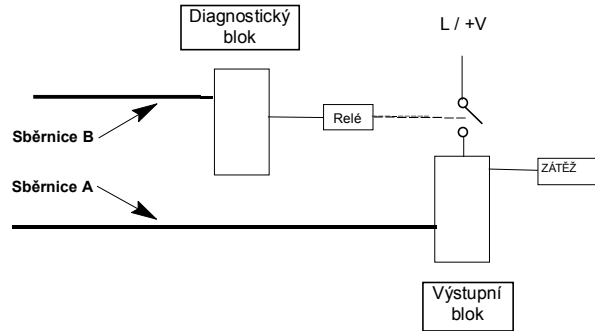 Diagnostický
blok
L / +V
Relé
Sběrnice B
ZÁTĚŽ
Sběrnice A
Výstupní
blok